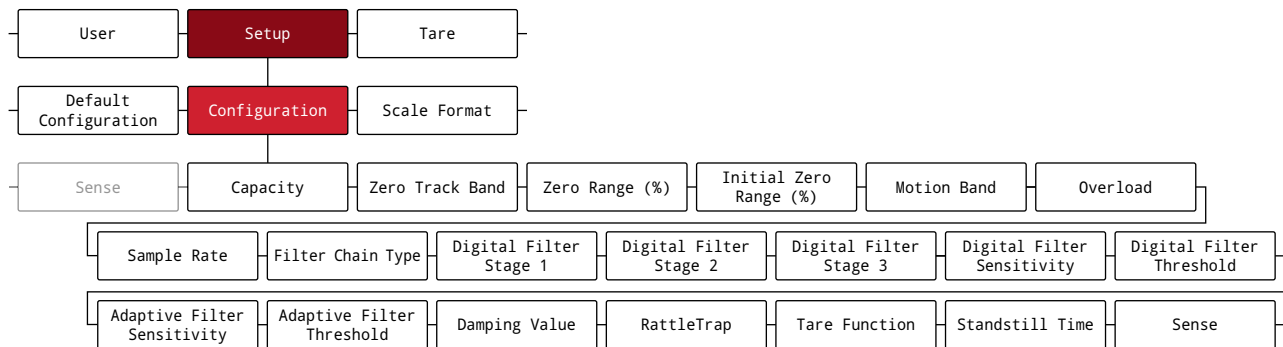 User
Setup
Tare
Default
Configuration
Configuration
Scale Format
Sense
Capacity
Zero Track Band
Zero Range (%)
Initial Zero
Range (%)
Motion Band
Overload
Sample Rate
Filter Chain Type
Digital Filter
Stage 1
Digital Filter
Stage 2
Digital Filter
Stage 3
Digital Filter
Sensitivity
Digital Filter
Threshold
Adaptive Filter
Sensitivity
Adaptive Filter
Threshold
Damping Value
RattleTrap
Tare Function
Standstill Time
Sense